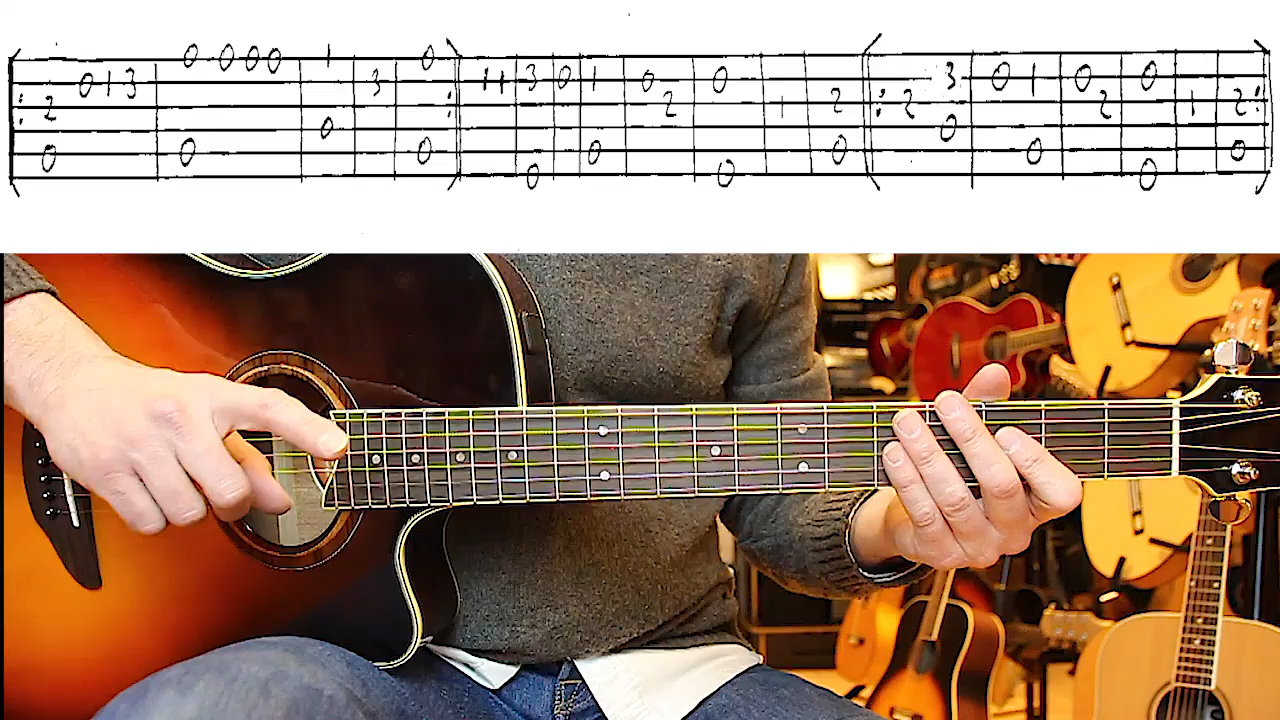 0 0 0 0 1 0
0 1 3 3 1 1 3 0 1 0 0 3 0 1 0 0
2 2 1 2 2 2 1 2
0 0
0 0 0 0 0 0 0
0 0 0